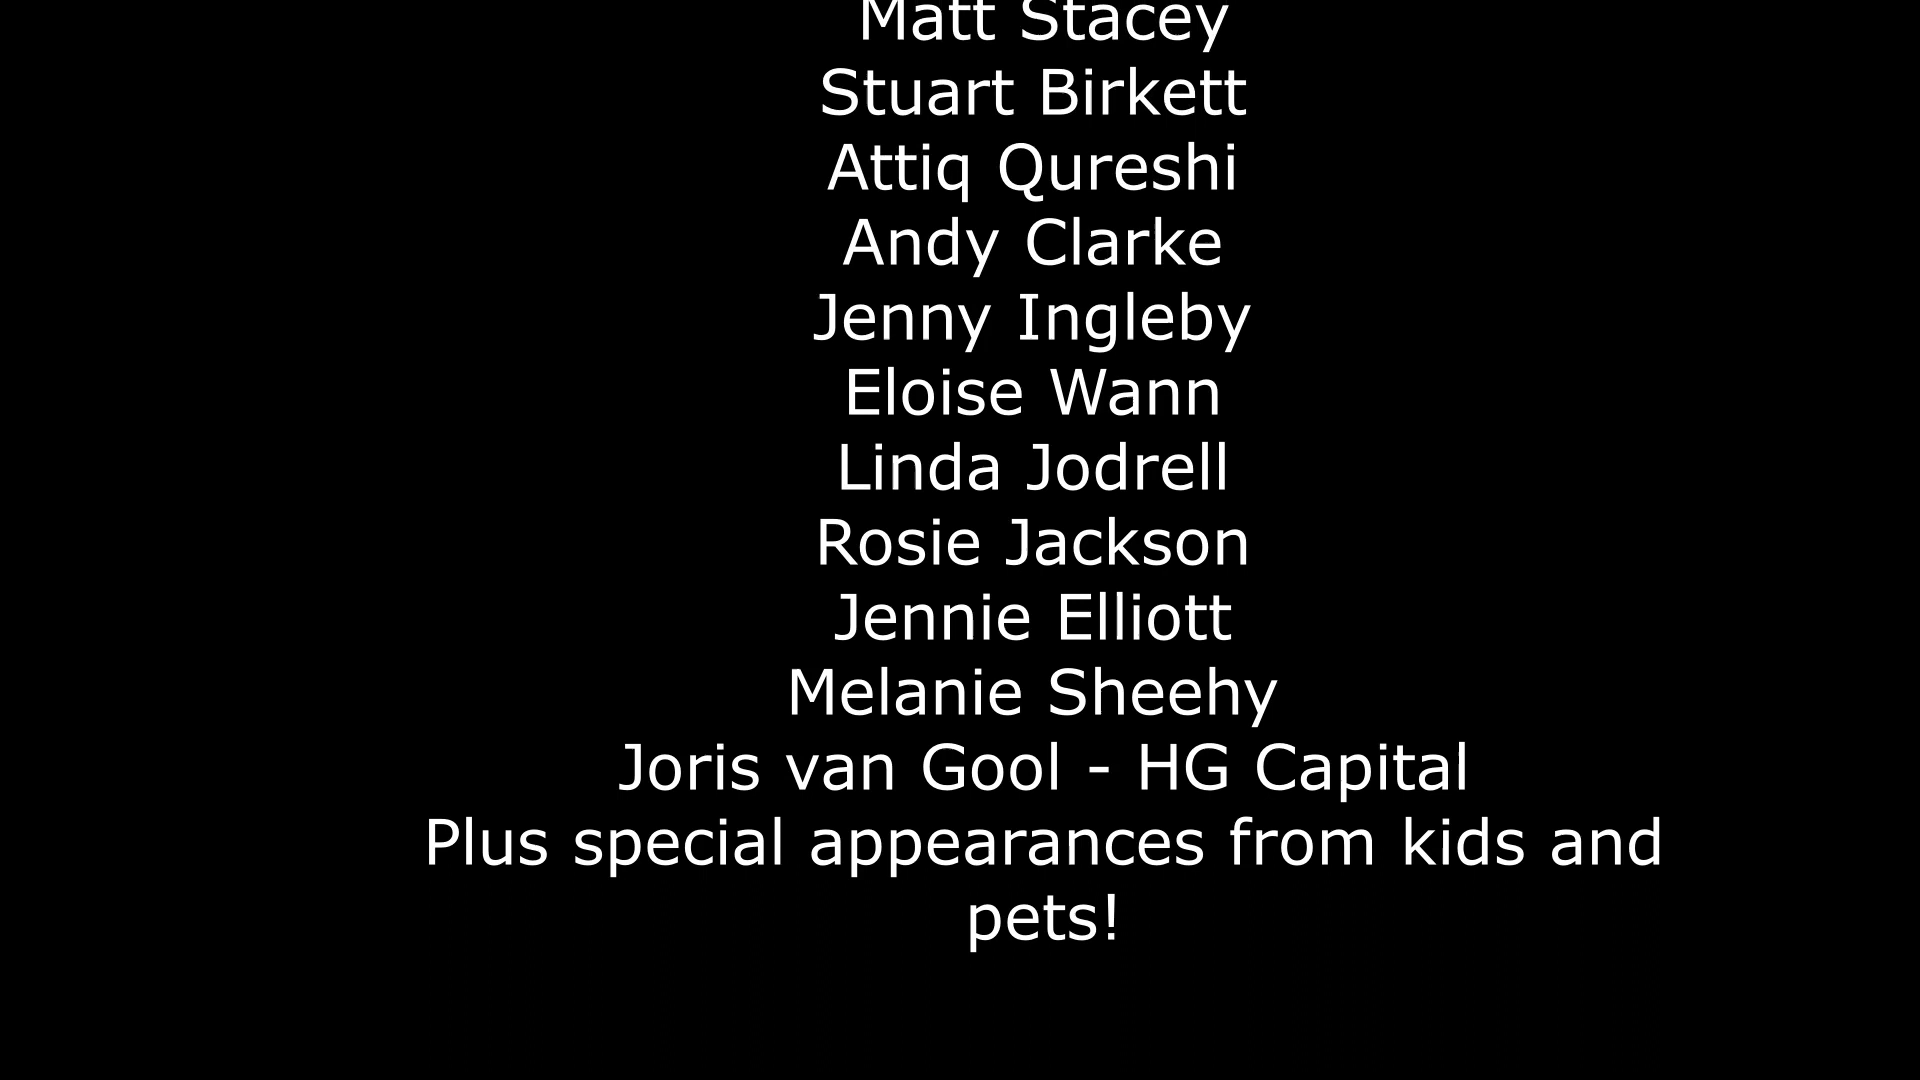 Matt Stacey
Stuart Birkett
Attiq Qureshi
Andy Clarke
Jenny Ingleby
Eloise Wann
Linda Jodrell
Rosie Jackson
Jennie Elliott
Melanie Sheehy
Joris van Gool - HG Capital
Plus special appearances from kids and
pets!